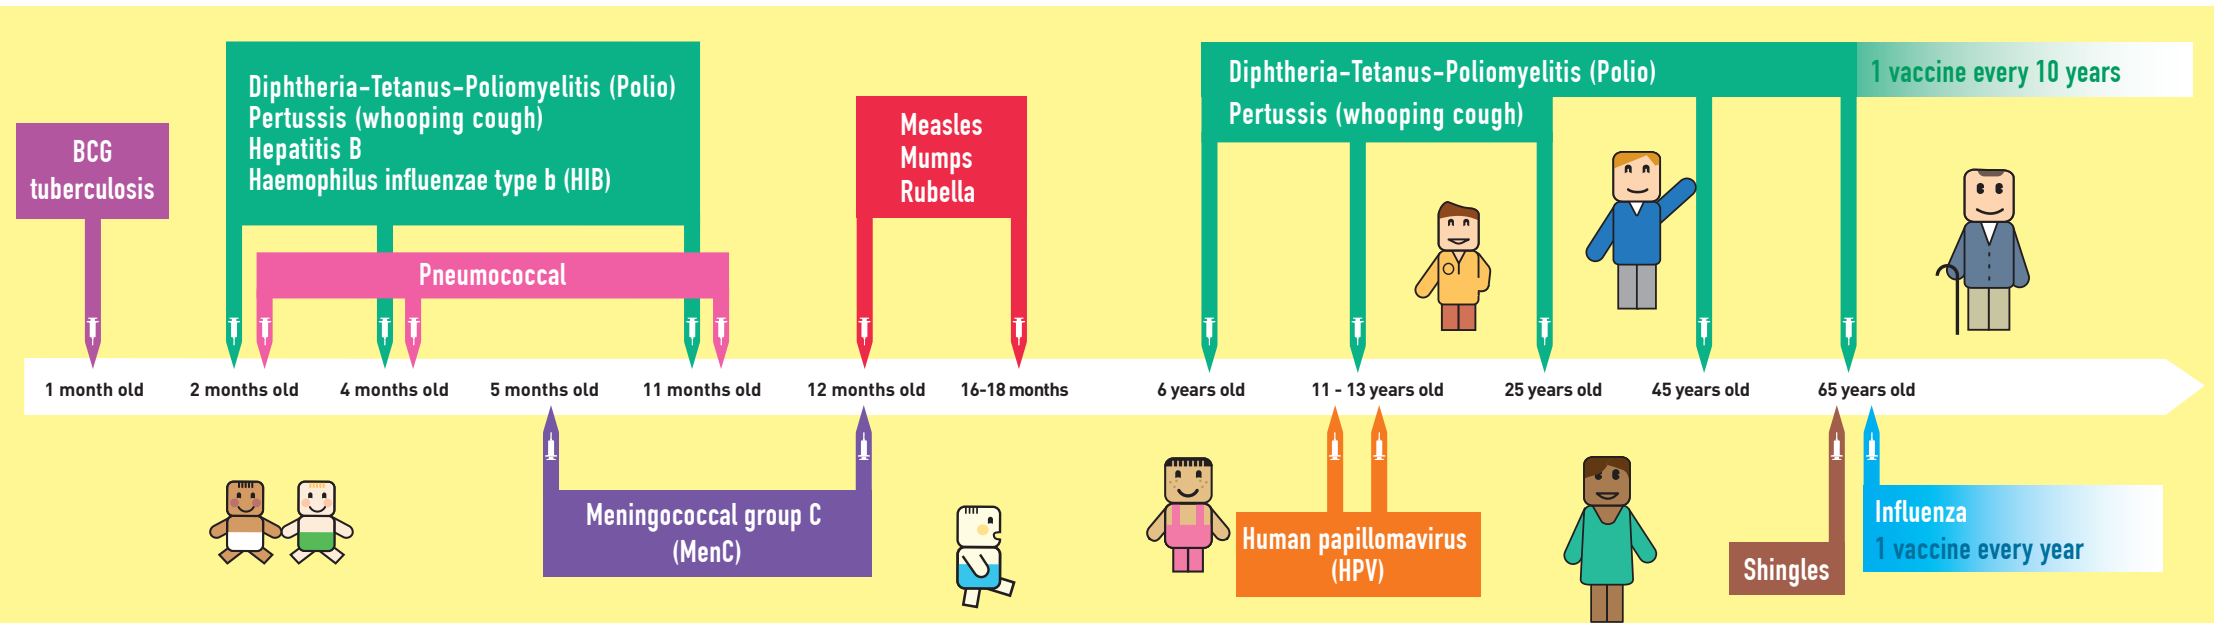 BCG
tuberculosis
Diphtheria-Tetanus-Poliomyelitis (Polio)
Pertussis (whooping cough)
Hepatitis B
Haemophilus influenzae type b (HIB)
Pneumococcal
Measles
Mumps
Rubella
Diphtheria-Tetanus-Poliomyelitis (Polio)
1 vaccine every 10 years
Pertussis (whooping cough)
1 month old
2 months old
4 months old
5 months old
11 months old
12 months old
16-18 months
6 years old
11 - 13 years old
25 years old
45 years old
65 years old
Meningococcal group C
(MenC)
Human papillomavirus
(HPV)
Shingles
Influenza
1 vaccine every year